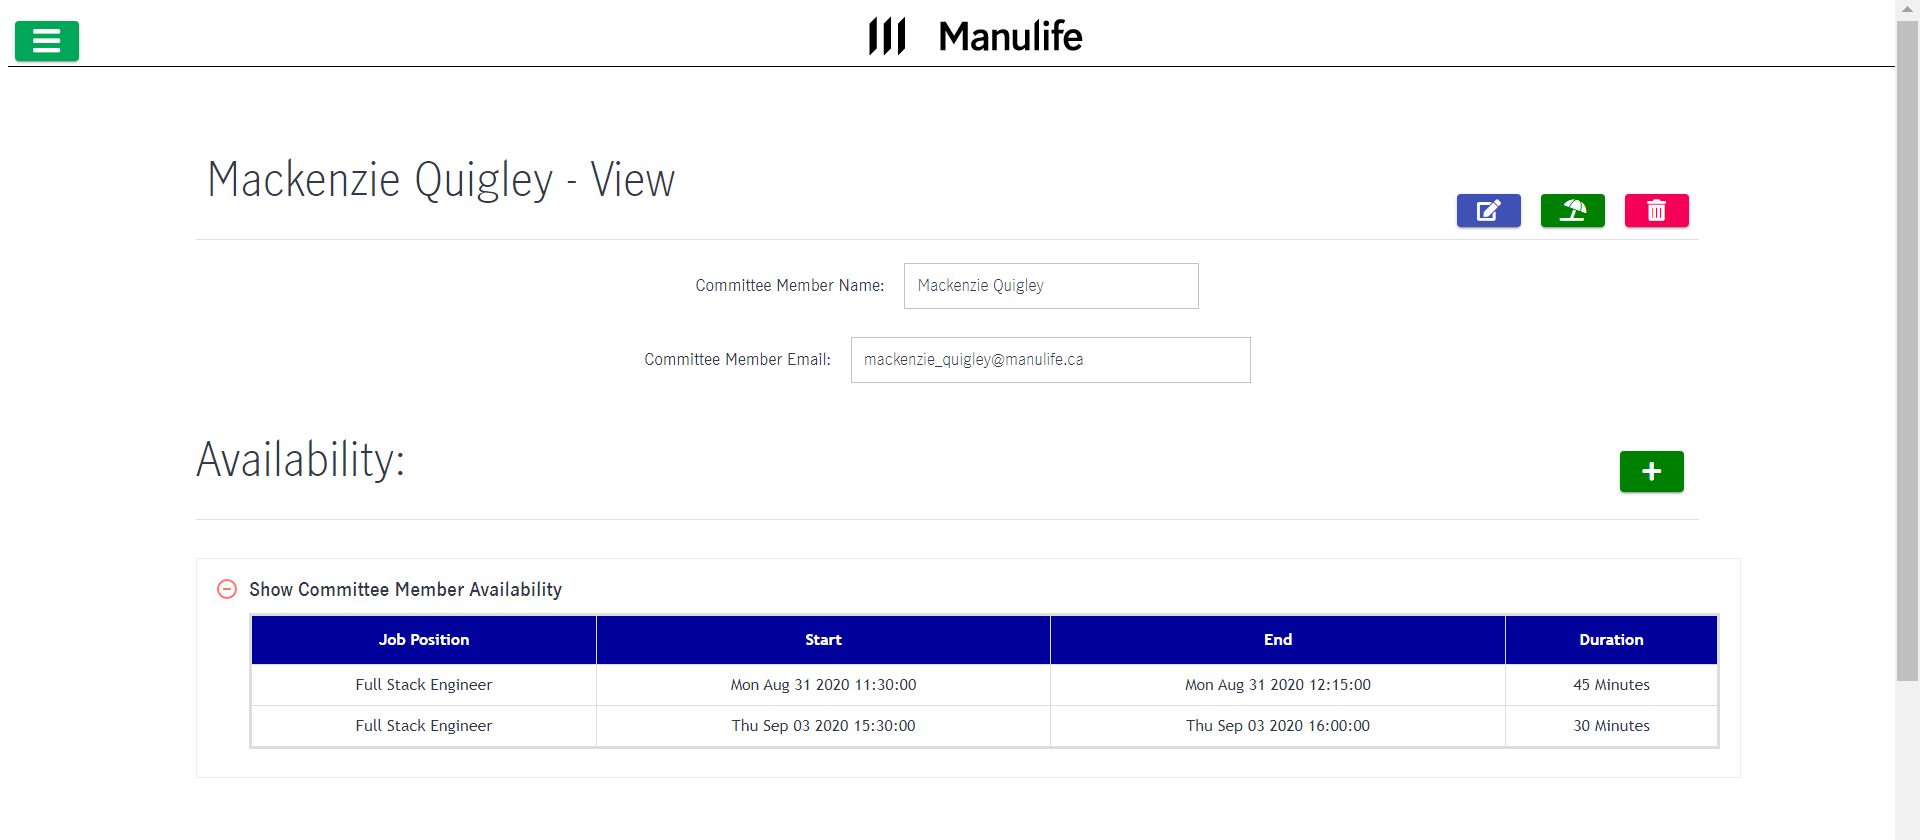 Manulife
Mackenzie Quigley - View
Committee Member Name: Mackenzie Quigley
Committee Member Email: mackenzie_quigley@manulife.ca
Availability:
Show Committee Member Availability
Job Position Start End Duration
Full Stack Engineer Mon Aug 31 2020 11:30:00 Mon Aug 31 2020 12:15:00 45 Minutes
Full Stack Engineer Thu Sep 03 2020 15:30:00 Thu Sep 03 2020 16:00:00 30 Minutes